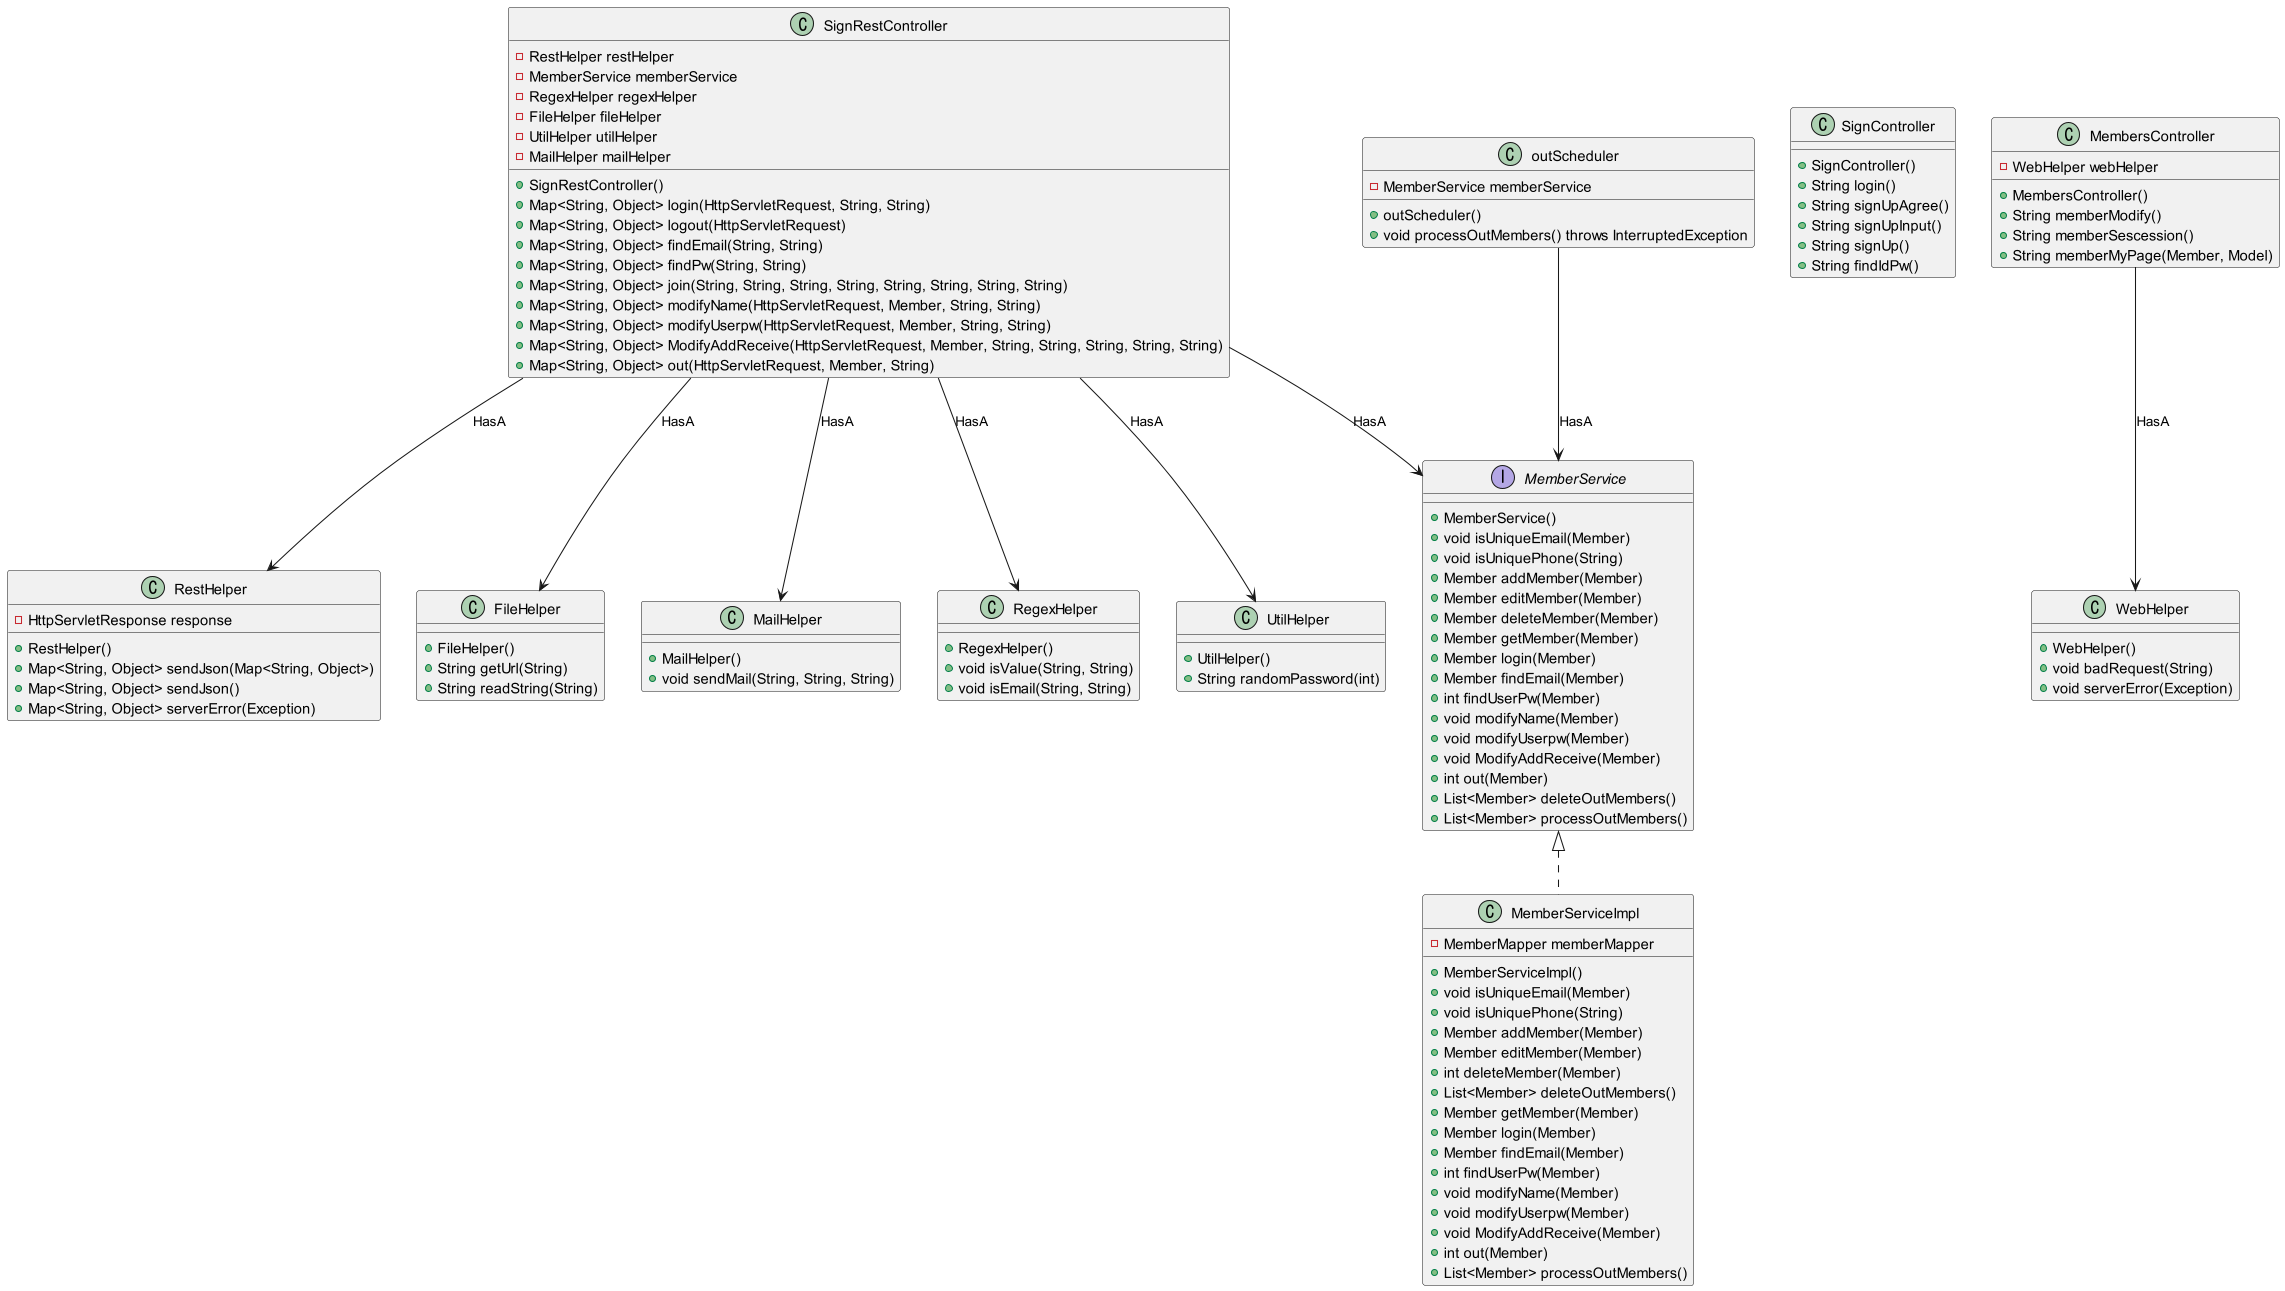 C SignRestController
RestHelper restHelper
MemberService memberService
RegexHelper regexHelper
FileHelper fileHelper
UtilHelper utilHelper
MailHelper mailHelper
SignRestController()
Map<String, Object> login(HttpServletRequest, String, String)
Map<String, Object> logout(HttpServletRequest)
Map<String, Object> findEmail(String, String)
Map<String, Object> findPw(String, String)
Map<String, Object> join(String, String, String, String, String, String, String, String)
Map<String, Object> modifyName(HttpServletRequest, Member, String, String)
Map<String, Object> modifyUserpw(HttpServletRequest, Member, String, String)
Map<String, Object> ModifyAddReceive(HttpServletRequest, Member, String, String, String, String, String)
Map<String, Object> out(HttpServletRequest, Member, String)
C outScheduler
MemberService memberService
outScheduler()
void processOutMembers() throws InterruptedException
C SignController
SignController()
String login()
String signUpAgree()
String signUpInput()
String signUp()
String findIdPw()
C MembersController
WebHelper webHelper
MembersController()
String memberModify()
String memberSescession()
String memberMyPage(Member, Model)
HasA
HasA
HasA
HasA
HasA
HasA
HasA
HasA
C RestHelper
HttpServletResponse response
RestHelper()
Map<String, Object> sendJson(Map<String, Object>)
Map<String, Object> sendJson()
Map<String, Object> serverError(Exception)
C FileHelper
FileHelper()
String getUrl(String)
String readString(String)
C MailHelper
MailHelper()
void sendMail(String, String, String)
C RegexHelper
RegexHelper()
void isValue(String, String)
void isEmail(String, String)
C UtilHelper
UtilHelper()
String randomPassword(int)
I MemberService
MemberService()
void isUniqueEmail(Member)
void isUniquePhone(String)
Member addMember(Member)
Member editMember(Member)
Member deleteMember(Member)
Member getMember(Member)
Member login(Member)
Member findEmail(Member)
int findUserPw(Member)
void modifyName(Member)
void modifyUserpw(Member)
void ModifyAddReceive(Member)
int out(Member)
List<Member> deleteOutMembers()
List<Member> processOutMembers()
C WebHelper
WebHelper()
void badRequest(String)
void serverError(Exception)
C MemberServiceImpl
MemberMapper memberMapper
MemberServiceImpl()
void isUniqueEmail(Member)
void isUniquePhone(String)
Member addMember(Member)
Member editMember(Member)
int deleteMember(Member)
List<Member> deleteOutMembers()
Member getMember(Member)
Member login(Member)
Member findEmail(Member)
int findUserPw(Member)
void modifyName(Member)
void modifyUserpw(Member)
void ModifyAddReceive(Member)
int out(Member)
List<Member> processOutMembers()